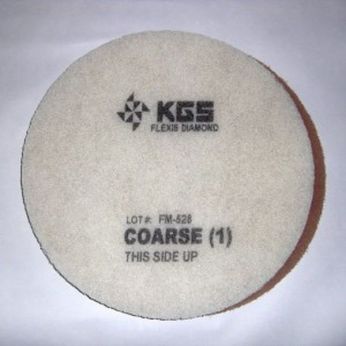 KGS
FLEXIS DIAMOND
LOT #: FM-528
COARSE (1)
THIS SIDE UP